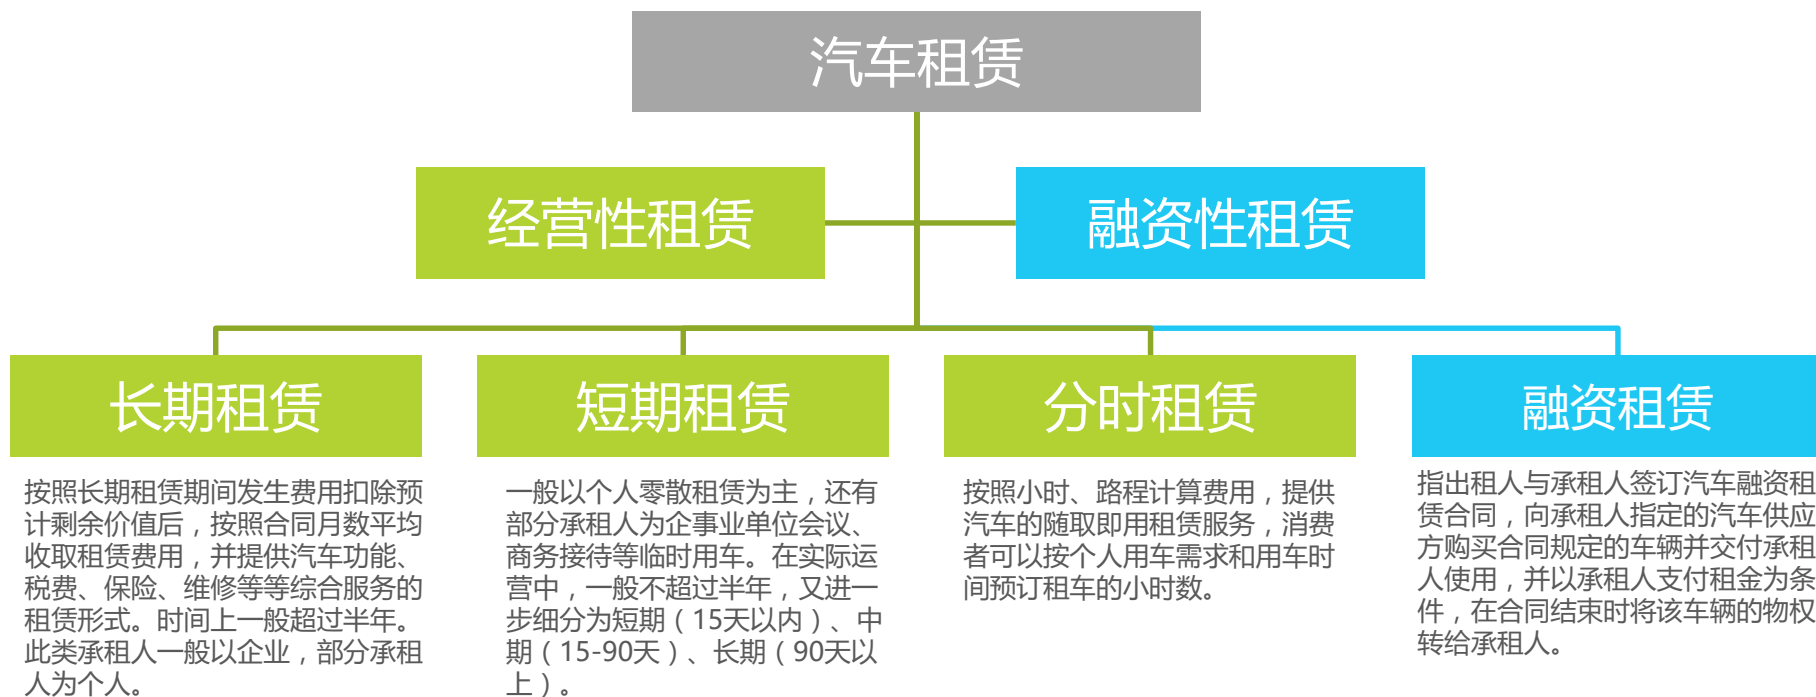 汽车租赁
经营性租赁
融资性租赁
长期租赁
短期租赁
分时租赁
融资租赁
按照长期租赁期间发生费用扣除预
计剩余价值后，按照合同月数平均
收取租赁费用，并提供汽车功能、
税费、保险、维修等等综合服务的
租赁形式。时间上一般超过半年。
此类承租人一般以企业，部分承租
人为个人。
一般以个人零散租赁为主，还有
部分承租人为企事业单位会议、
商务接待等临时用车。在实际运
营中，一般不超过半年，又进一
步细分为短期（15天以内）、中
期（15-90天）、长期（90天以
上）。
按照小时、路程计算费用，提供
汽车的随取即用租赁服务，消费
者可以按个人用车需求和用车时
间预订租车的小时数。
指出租人与承租人签订汽车融资租
赁合同，向承租人指定的汽车供应
方购买合同规定的车辆并交付承租
人使用，并以承租人支付租金为条
件，在合同结束时将该车辆的物权
转给承租人。